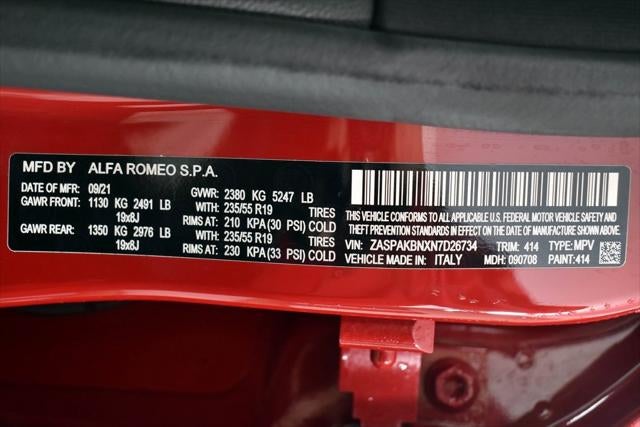 MFD BY ALFA ROMEO S.P.A.
DATE OF MFR: 09/21 GVWR: 2380 KG 5247 LB
GAWR FRONT: 1130 KG 2491 LB WITH: 235/55 R19 TIRES
19x8J RIMS AT: 210 KPA (30 PSI) COLD
GAWR REAR: 1350 KG 2976 LB WITH: 235/55 R19 TIRES
19x8J RIMS AT: 230 KPA (33 PSI) COLD
THIS VEHICLE CONFORMS TO ALL APPLICABLE U.S. FEDERAL MOTOR VEHICLE SAFETY, BUMPER AND
THEFT PREVENTION STANDARDS IN EFFECT ON THE DATE OF MANUFACTURE SHOWN ABOVE.
VIN: ZASPAKBNXN7D26734 TRIM: 414 TYPE: MPV
VEHICLE MADE IN: ITALY MDH: 090708 PAINT: 414